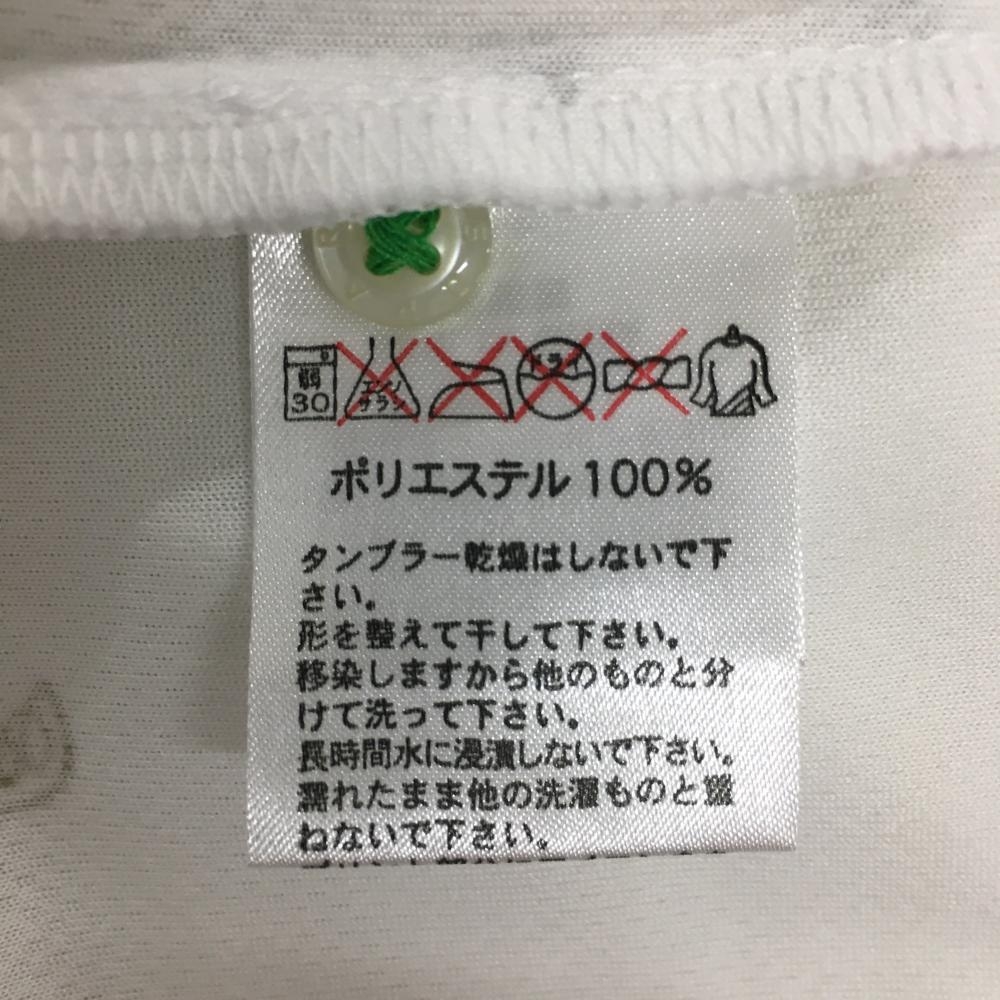 弱
30
エンソ
サラシ
ドライ
ポリエステル100%
タンブラー乾燥はしないで下
さい。
形を整えて干して下さい。
移染しますから他のものと分
けて洗って下さい。
長時間水に浸漬しないで下さい。
濡れたまま他の洗濯ものと重
ねないで下さい。